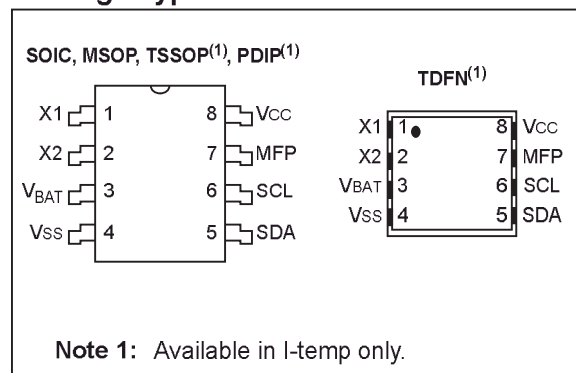 SOIC, MSOP, TSSOP(1), PDIP(1)
X1 1 8 VCC
X2 2 7 MFP
VBAT 3 6 SCL
VSS 4 5 SDA
TDFN(1)
X1 1 8 VCC
X2 2 7 MFP
VBAT 3 6 SCL
VSS 4 5 SDA
Note 1: Available in I-temp only.